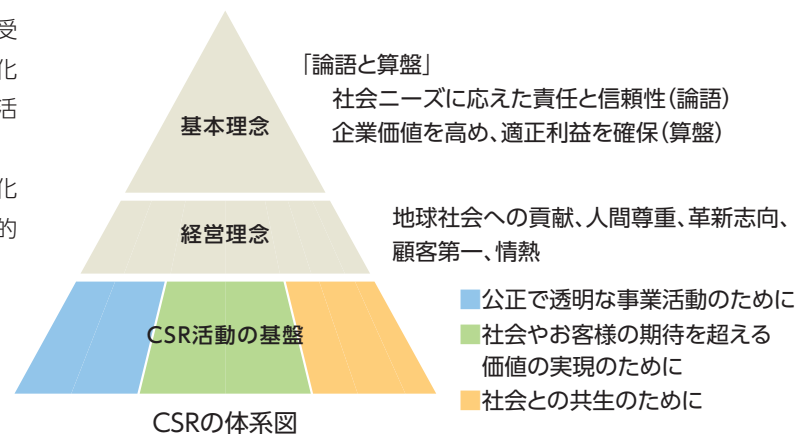 受
化
活
化
的
「論語と算盤」
社会ニーズに応えた責任と信頼性(論語)
企業価値を高め、適正利益を確保(算盤)
基本理念
地球社会への貢献、人間尊重、革新志向、
顧客第一、情熱
経営理念
■公正で透明な事業活動のために
■社会やお客様の期待を超える
価値の実現のために
■社会との共生のために
CSR活動の基盤
CSRの体系図